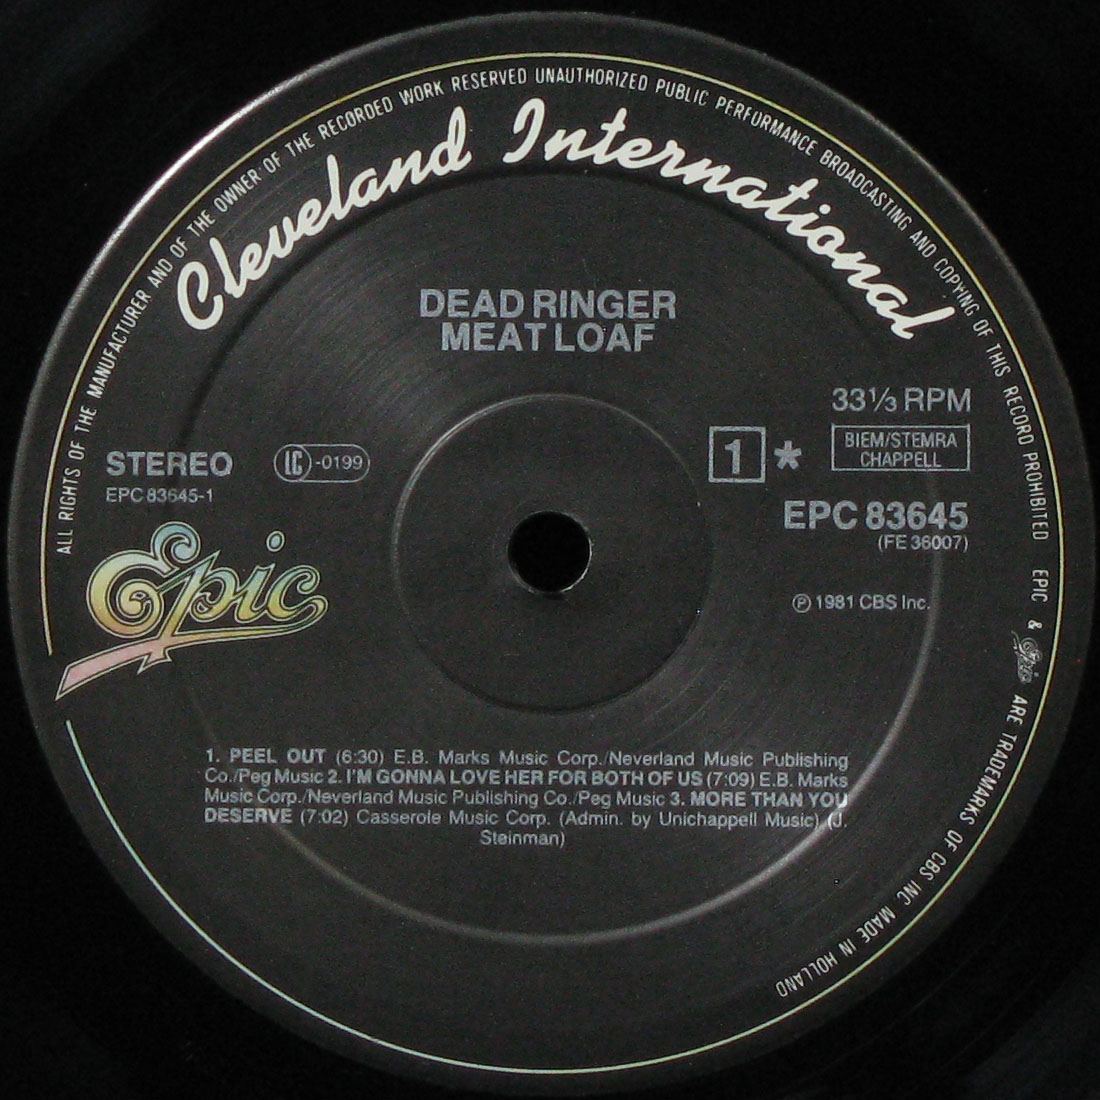 ALL RIGHTS OF THE MANUFACTURER AND OF THE OWNER OF THE RECORDED WORK RESERVED UNAUTHORIZED PUBLIC PERFORMANCE BROADCASTING AND COPYING OF THIS RECORD PROHIBITED EPIC & Epic ARE TRADEMARKS OF CBS INC MADE IN HOLLAND
Cleveland International
DEAD RINGER
MEAT LOAF
33⅓ RPM
STEREO
LC-0199
1 *
BIEM/STEMRA
CHAPPELL
EPC 83645-1
EPC 83645
(FE 36007)
Epic
℗ 1981 CBS Inc.
1. PEEL OUT (6:30) E.B. Marks Music Corp./Neverland Music Publishing
Co./Peg Music 2. I'M GONNA LOVE HER FOR BOTH OF US (7:09) E.B. Marks
Music Corp./Neverland Music Publishing Co./Peg Music 3. MORE THAN YOU
DESERVE (7:02) Casserole Music Corp. (Admin. by Unichappell Music) (J.
Steinman)